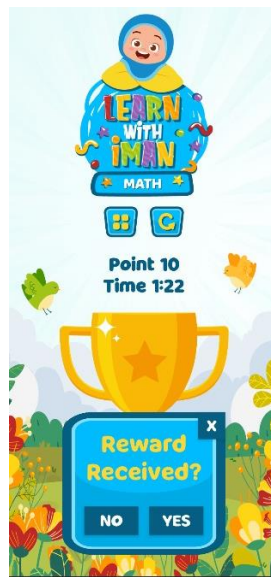 LEARN
WiTH
iMAN
MATH
Point 10
Time 1:22
X
Reward
Received?
NO YES